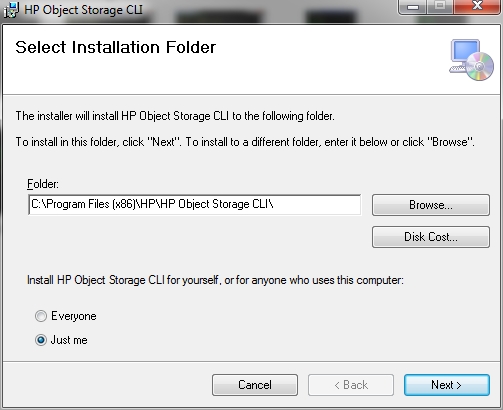 HP Object Storage CLI
Select Installation Folder
The installer will install HP Object Storage CLI to the following folder.
To install in this folder, click "Next". To install to a different folder, enter it below or click "Browse".
Folder:
C:\Program Files (x86)\HP\HP Object Storage CLI\
Browse...
Disk Cost...
Install HP Object Storage CLI for yourself, or for anyone who uses this computer:
Everyone
Just me
Cancel
< Back
Next >